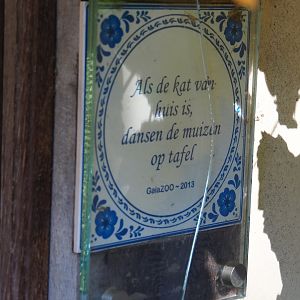 Als de kat van
huis is,
dansen de muizen
op tafel
GaiaZOO ~ 2013